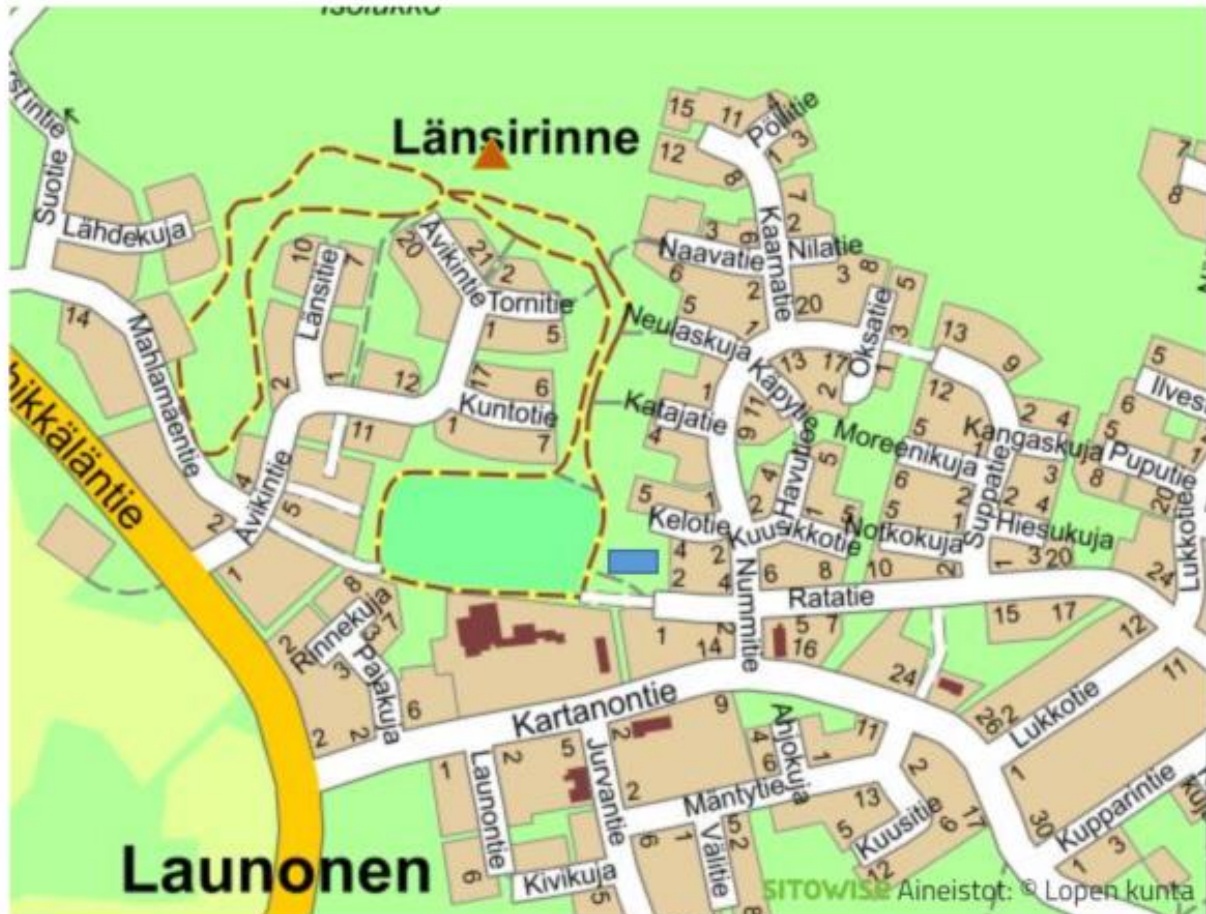 Länsirinne
Suotie
Lähdekuja
Länsitie
Avikintie
Tornitie
Kuntotie
Mahlamaentie
Avikintie
Rinnekuja
Pajakuja
Pöllitie
Kaarnatie
Naavatie
Nilatie
Neulaskuja
Käpytie
Oksatie
Katajatie
Havutie
Moreenikuja
Kangaskuja
Puputie
Suppatie
Kelotie
Kuusikkotie
Notkokuja
Hiesukuja
Lukkotie
Nummitie
Ratatie
Kartanontie
Launontie
Jurvantie
Ahjokuja
Mäntytie
Välitie
Kuusitie
Lukkotie
Kupparintie
Kivikuja
Launonen
SITOWISE Aineistot: © Lopen kunta